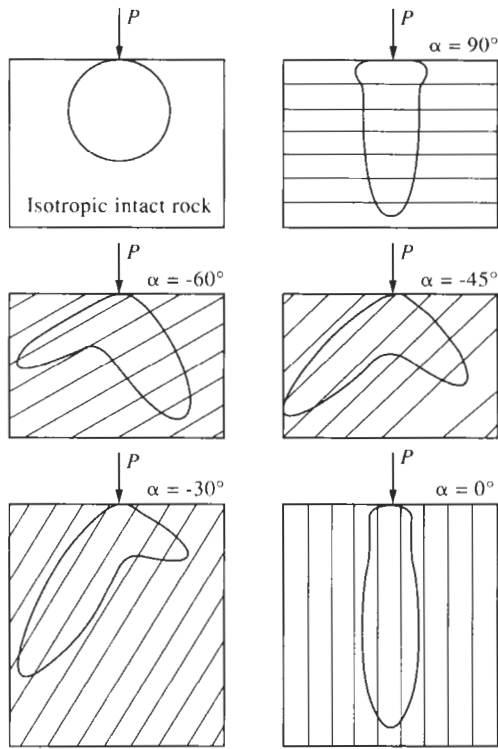 P
P
α = 90°
Isotropic intact rock
P
α = -60°
P
α = -45°
P
α = -30°
P
α = 0°